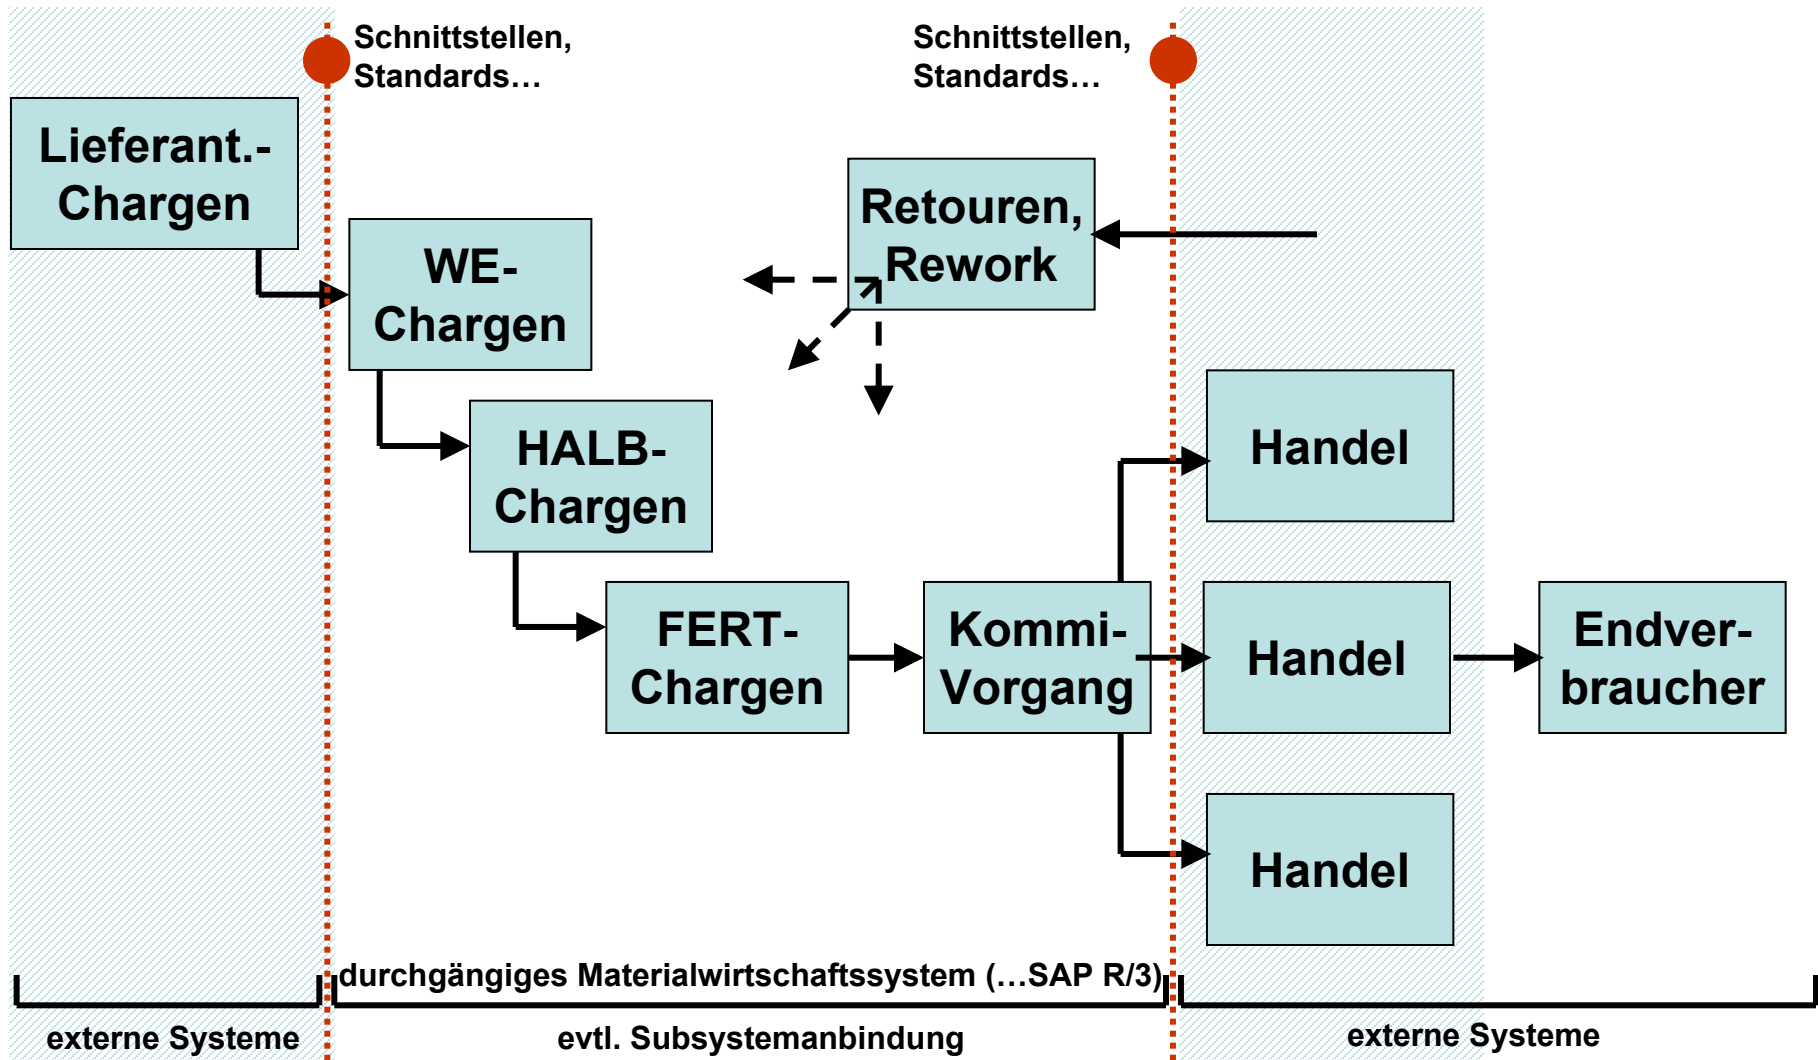 Schnittstellen,
Standards…
Schnittstellen,
Standards…
Lieferant.-
Chargen
Retouren,
Rework
WE-
Chargen
HALB-
Chargen
Handel
FERT-
Chargen
Kommi-
Vorgang
Handel
Endver-
braucher
Handel
durchgängiges Materialwirtschaftssystem (…SAP R/3)
externe Systeme
evtl. Subsystemanbindung
externe Systeme